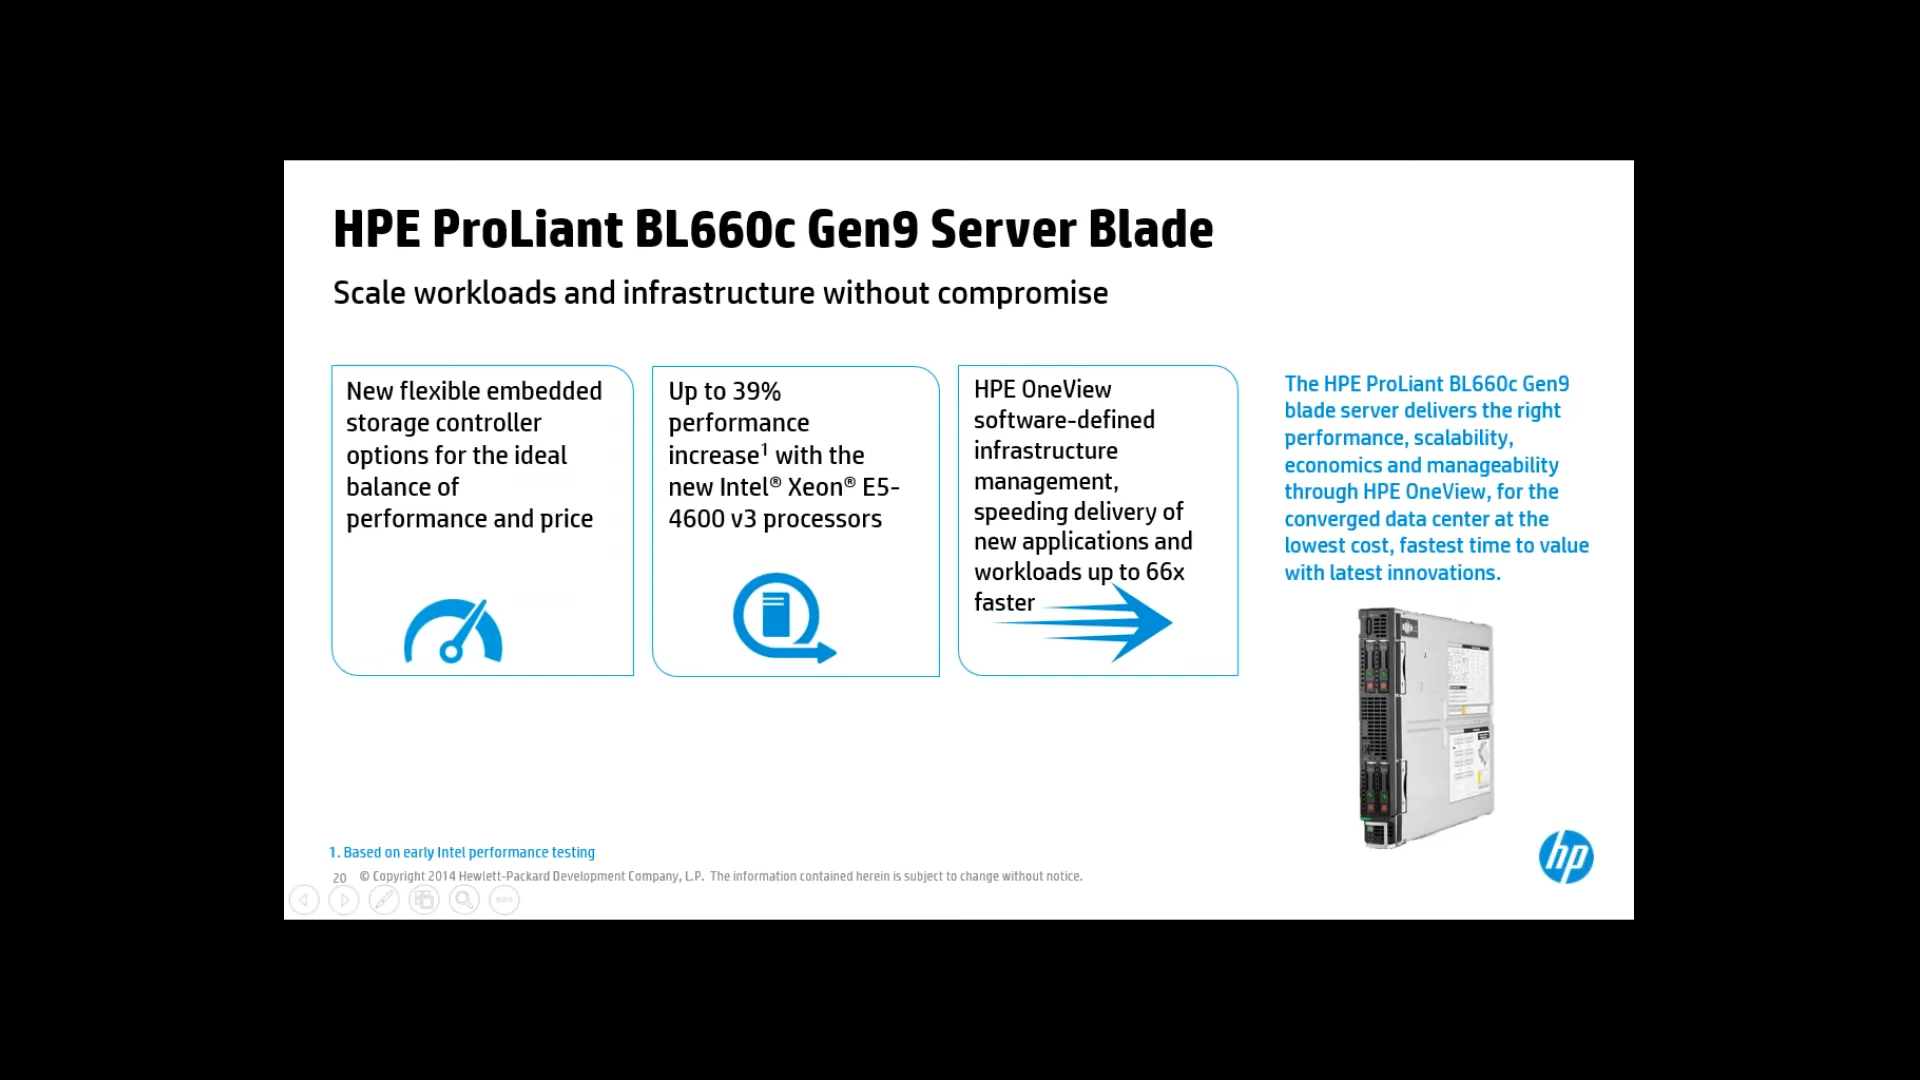 HPE ProLiant BL660c Gen9 Server Blade
Scale workloads and infrastructure without compromise
New flexible embedded
storage controller
options for the ideal
balance of
performance and price
Up to 39%
performance
increase¹ with the
new Intel® Xeon® E5-
4600 v3 processors
HPE OneView
software-defined
infrastructure
management,
speeding delivery of
new applications and
workloads up to 66x
faster
The HPE ProLiant BL660c Gen9
blade server delivers the right
performance, scalability,
economics and manageability
through HPE OneView, for the
converged data center at the
lowest cost, fastest time to value
with latest innovations.
1. Based on early Intel performance testing
20 © Copyright 2014 Hewlett-Packard Development Company, L.P. The information contained herein is subject to change without notice.
hp